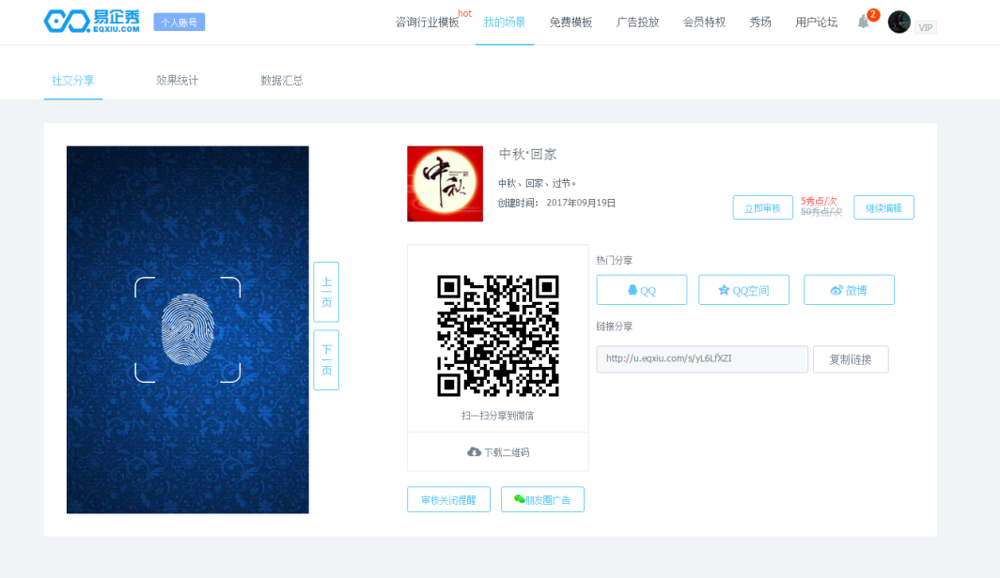 易企秀
EQXIU.COM
个人账号
咨询行业模板
hot
我的场景
免费模板
广告投放
会员特权
秀场
用户论坛
2
VIP
社交分享
效果统计
数据汇总
上一页
下一页
中秋
中秋·回家
中秋、回家、过节。
创建时间: 2017年09月19日
立即审核
5秀点/次
50秀点/次
继续编辑
扫一扫分享到微信
下载二维码
审核关闭提醒
朋友圈广告
热门分享
QQ
QQ空间
微博
链接分享
http://u.eqxiu.com/s/yL6LfXZI
复制链接